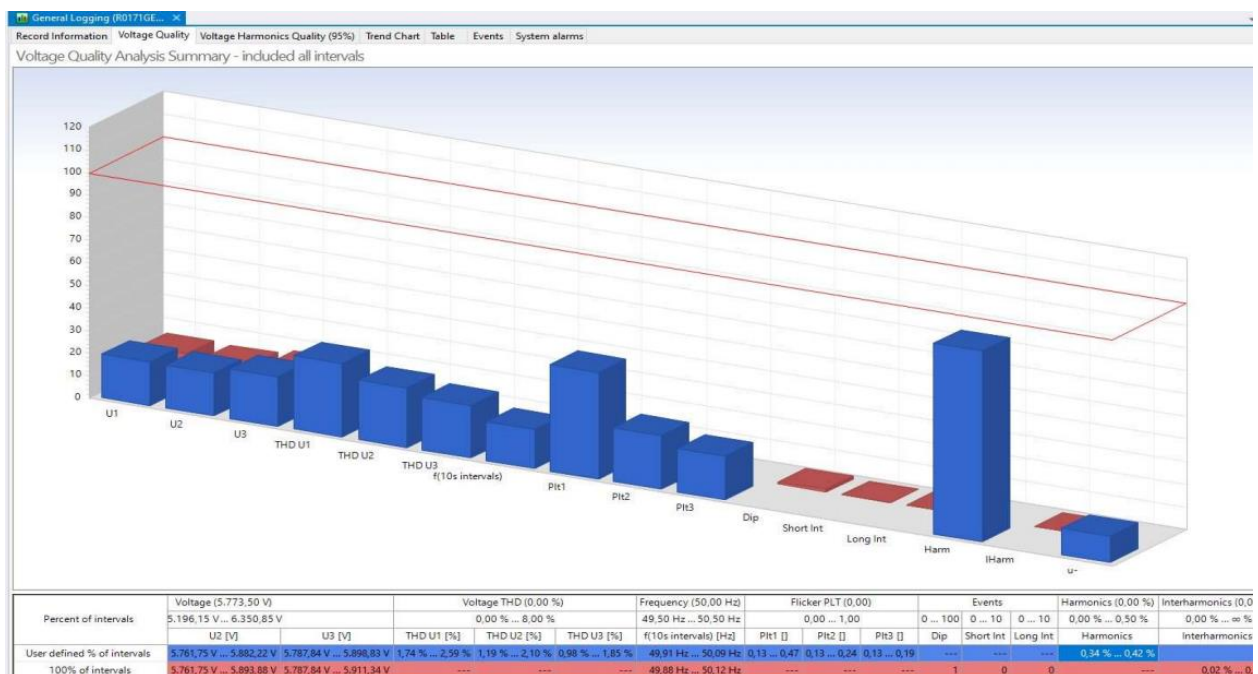 General Logging (R0171GE... ×
Record Information Voltage Quality Voltage Harmonics Quality (95%) Trend Chart Table Events System alarms
Voltage Quality Analysis Summary - included all intervals
120
110
100
90
80
70
60
50
40
30
20
10
0
U1
U2
U3
THD U1
THD U2
THD U3
f(10s intervals)
Plt1
Plt2
Plt3
Dip
Short Int
Long Int
Harm
IHarm
u-
Percent of intervals Voltage (5.773,50 V) Voltage THD (0,00 %) Frequency (50,00 Hz) Flicker PLT (0,00) Events Harmonics (0,00 %) Interharmonics (0,0
5.196,15 V ... 6.350,85 V 0,00 % ... 8,00 % 49,50 Hz ... 50,50 Hz 0,00 ... 1,00 0 ... 100 0 ... 10 0 ... 10 0,00 % ... 0,50 % 0,00 % ... ∞ %
U2 [V] U3 [V] THD U1 [%] THD U2 [%] THD U3 [%] f(10s intervals) [Hz] Plt1 [] Plt2 [] Plt3 [] Dip Short Int Long Int Harmonics Interharmonics
User defined % of intervals 5.761,75 V ... 5.882,22 V 5.787,84 V ... 5.898,83 V 1,74 % ... 2,59 % 1,19 % ... 2,10 % 0,98 % ... 1,85 % 49,91 Hz ... 50,09 Hz 0,13 ... 0,47 0,13 ... 0,24 0,13 ... 0,19 --- --- --- 0,34 % ... 0,42 %
100% of intervals 5.761,75 V ... 5.893,88 V 5.787,84 V ... 5.911,34 V --- --- --- 49,88 Hz ... 50,12 Hz --- --- --- 1 0 0 --- 0,02 % ... 0,